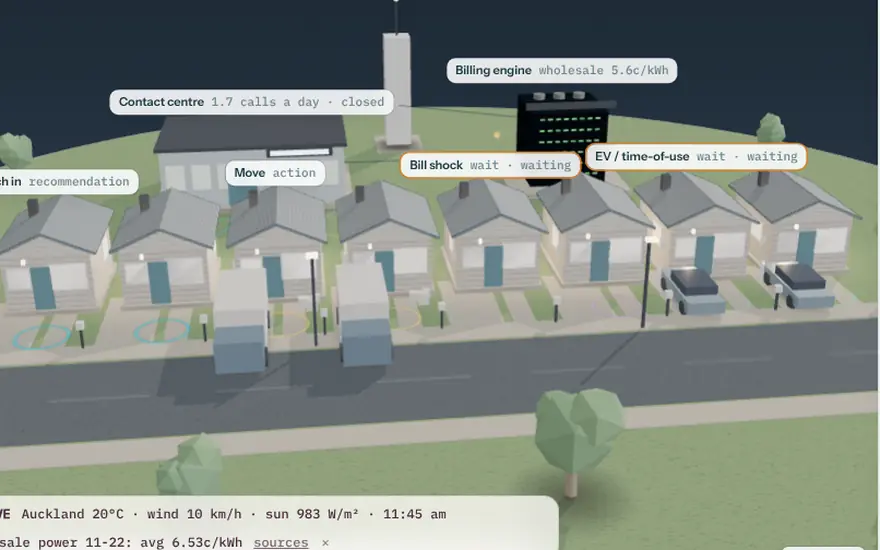 Billing engine wholesale 5.6c/kWh
Contact centre 1.7 calls a day · closed
EV / time-of-use wait · waiting
Bill shock wait · waiting
Move action
in recommendation
Auckland 20°C · wind 10 km/h · sun 983 W/m² · 11:45 am
power 11-22; avg 6.53c/kWh sources ×